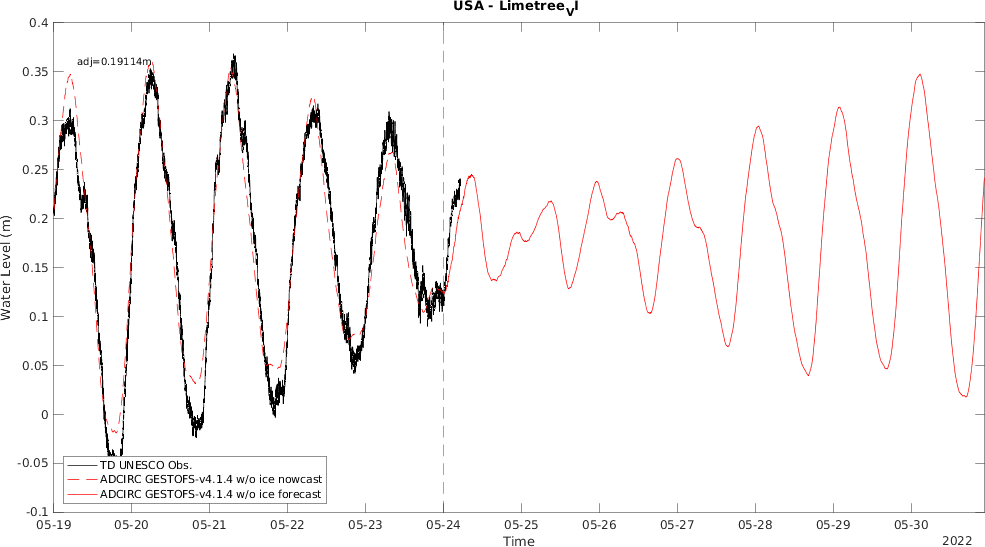 USA - Limetree_VI
0.4
0.35
0.3
0.25
0.2
0.15
0.1
0.05
0
-0.05
-0.1
Water Level (m)
adj=0.19114m
TD UNESCO Obs.
ADCIRC GESTOFS-v4.1.4 w/o ice nowcast
ADCIRC GESTOFS-v4.1.4 w/o ice forecast
05-19 05-20 05-21 05-22 05-23 05-24 05-25 05-26 05-27 05-28 05-29 05-30
Time
2022